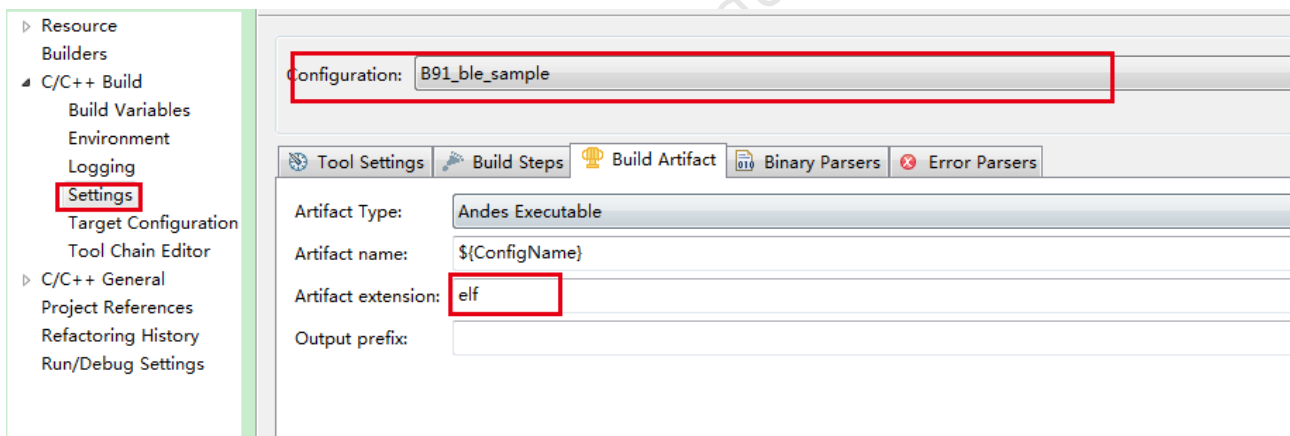 Resource
Builders
C/C++ Build
Build Variables
Environment
Logging
Settings
Target Configuration
Tool Chain Editor
C/C++ General
Project References
Refactoring History
Run/Debug Settings
Configuration: B91_ble_sample
Tool Settings Build Steps Build Artifact 010 Binary Parsers Error Parsers
Artifact Type: Andes Executable
Artifact name: ${ConfigName}
Artifact extension: elf
Output prefix: